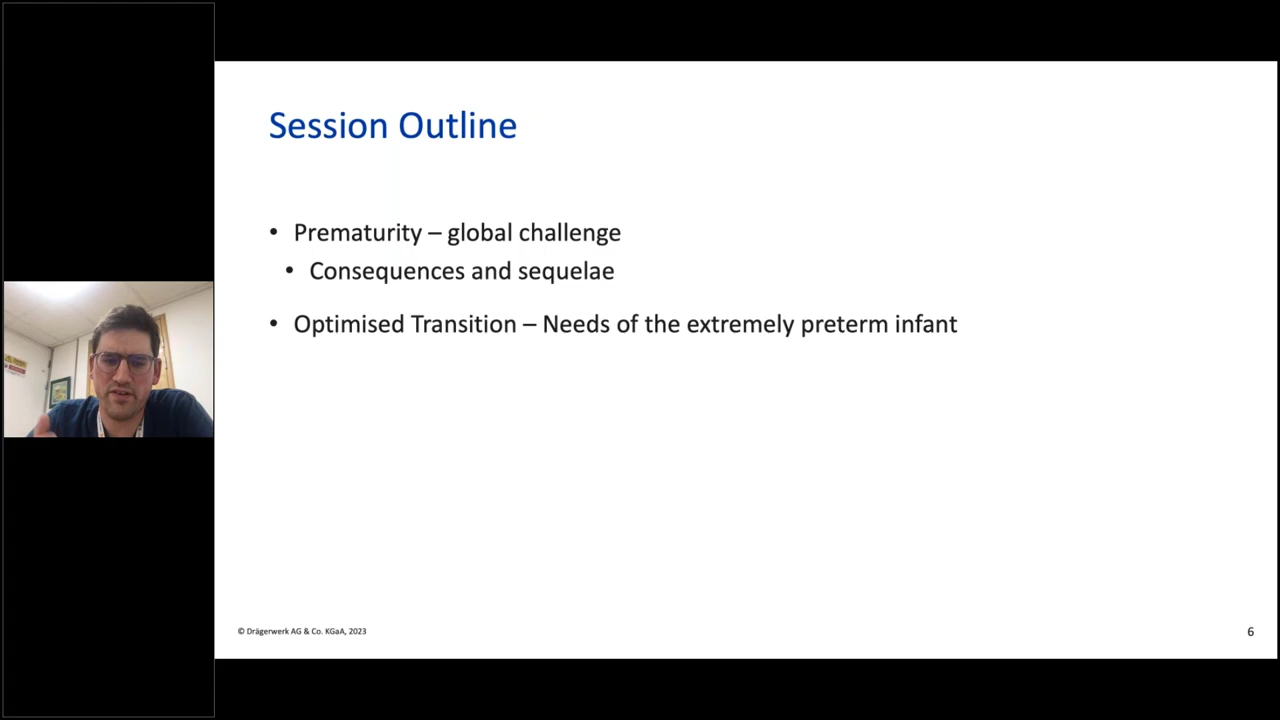 Session Outline
• Prematurity – global challenge
• Consequences and sequelae
• Optimised Transition – Needs of the extremely preterm infant
© Drägerwerk AG & Co. KGaA, 2023
6